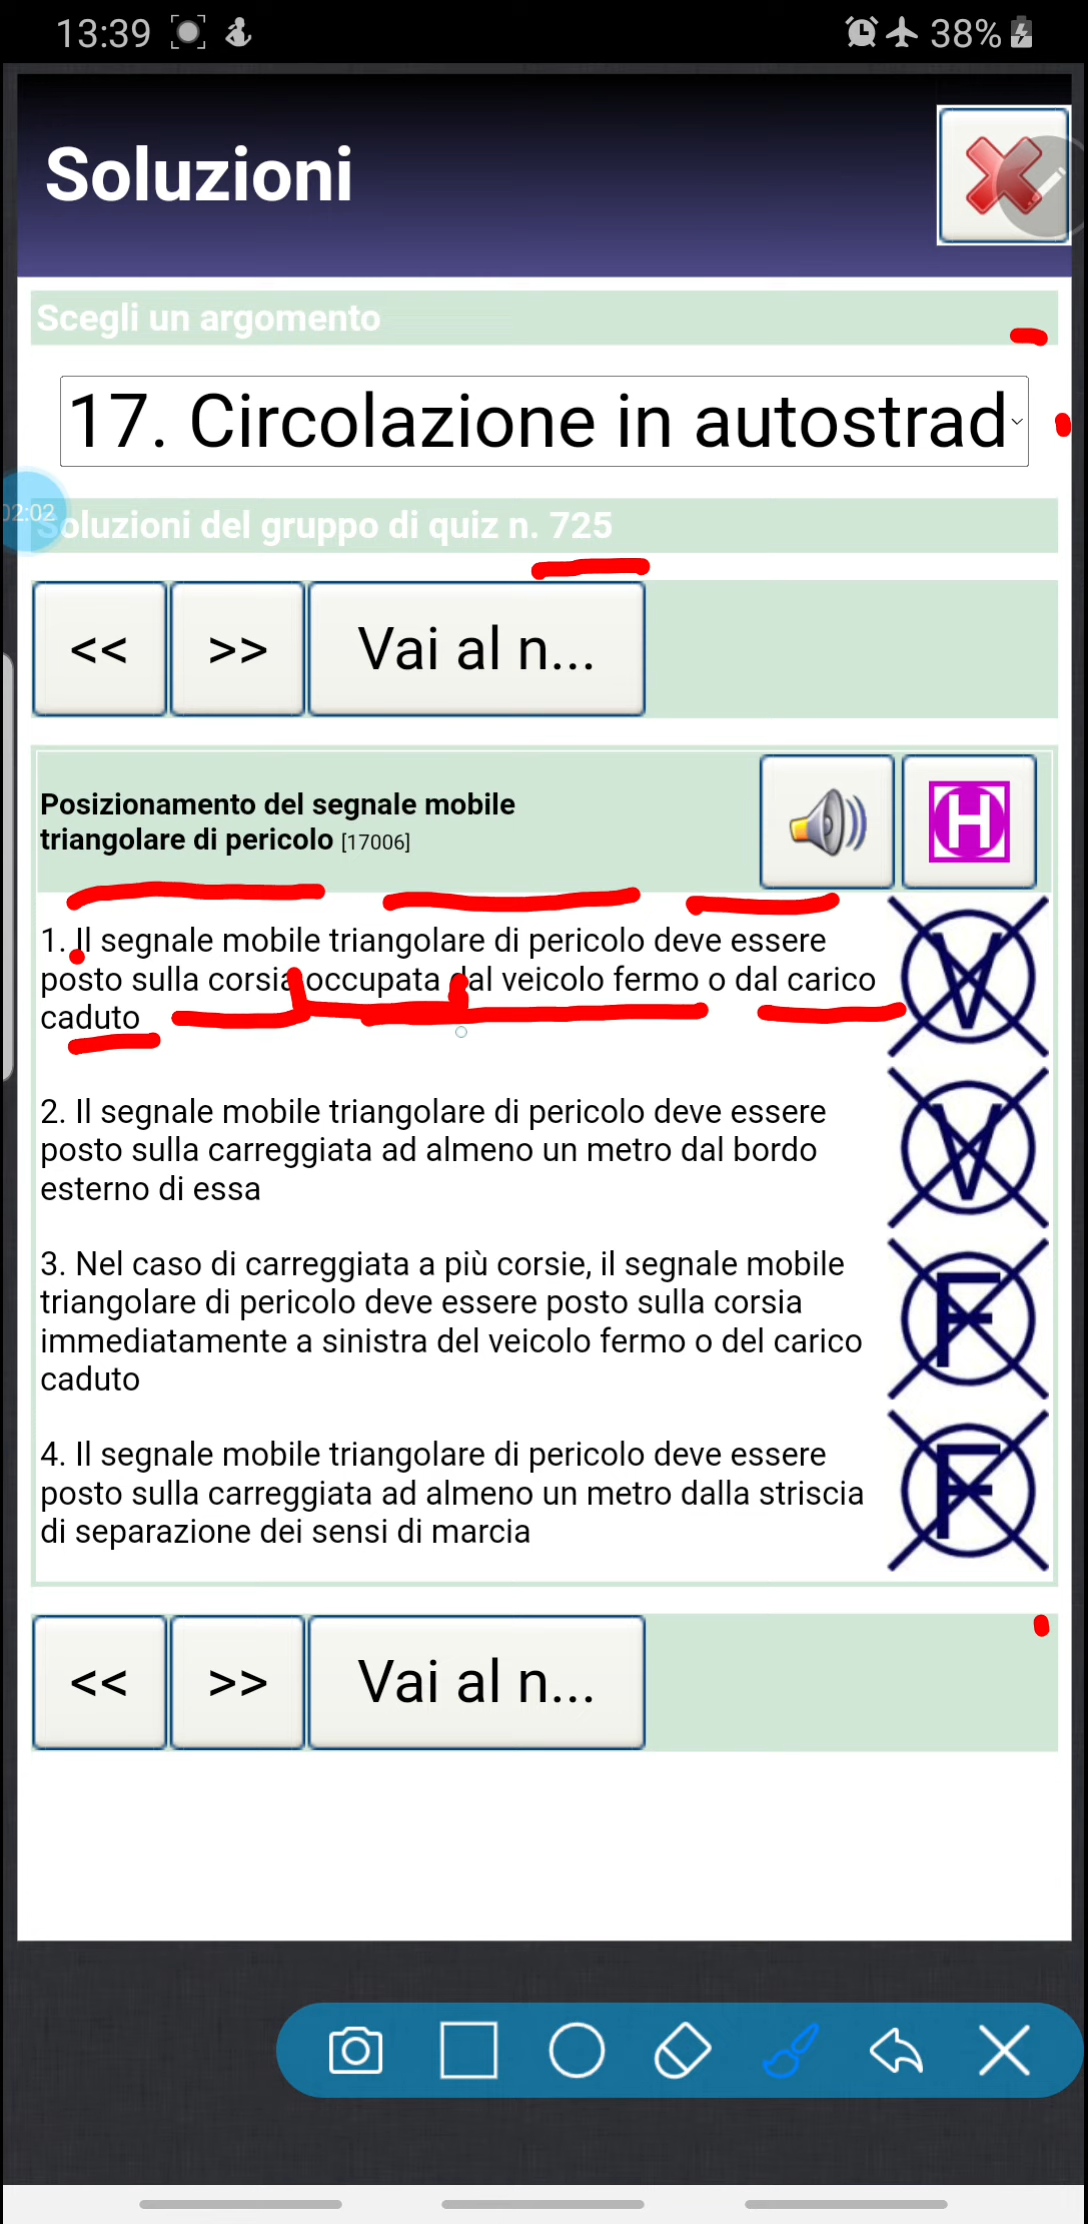 13:39
38%
Soluzioni
Scegli un argomento
17. Circolazione in autostrad
02:02
Soluzioni del gruppo di quiz n. 725
<< >> Vai al n...
Posizionamento del segnale mobile
triangolare di pericolo [17006]
H
1. Il segnale mobile triangolare di pericolo deve essere
posto sulla corsia occupata dal veicolo fermo o dal carico
caduto
V
2. Il segnale mobile triangolare di pericolo deve essere
posto sulla carreggiata ad almeno un metro dal bordo
esterno di essa
V
3. Nel caso di carreggiata a più corsie, il segnale mobile
triangolare di pericolo deve essere posto sulla corsia
immediatamente a sinistra del veicolo fermo o del carico
caduto
F
4. Il segnale mobile triangolare di pericolo deve essere
posto sulla carreggiata ad almeno un metro dalla striscia
di separazione dei sensi di marcia
F
<< >> Vai al n...